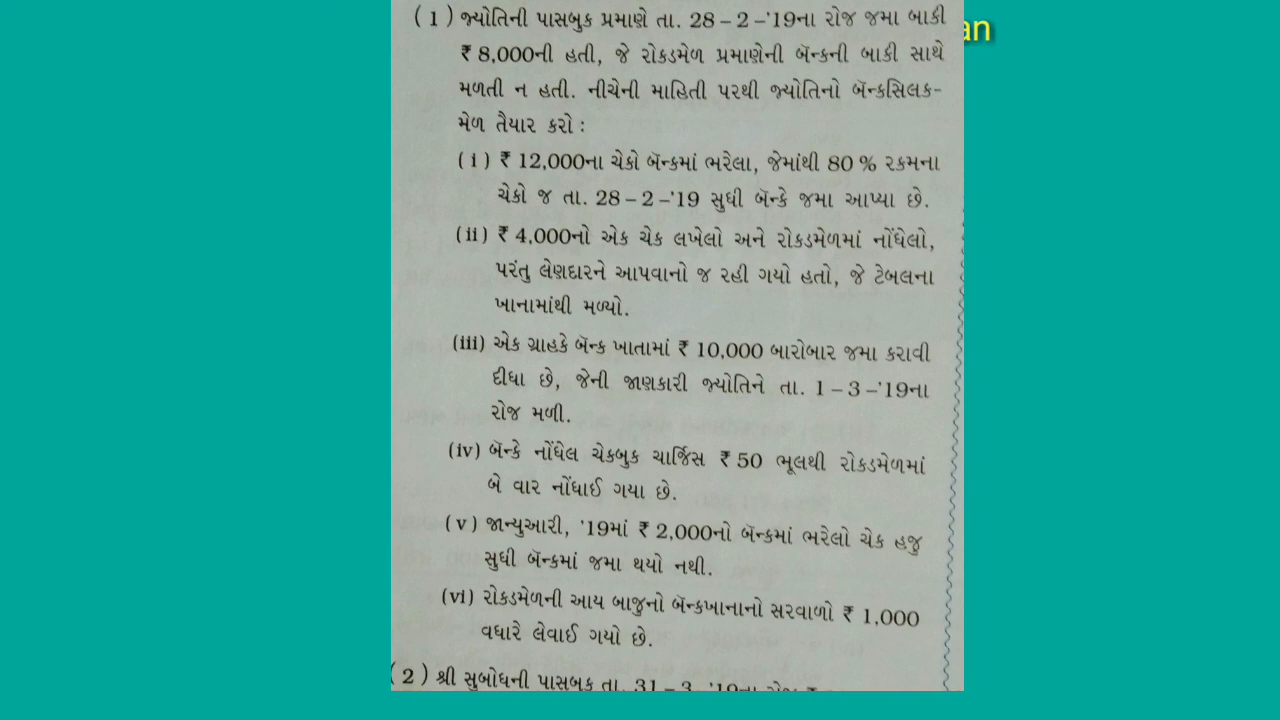 ( 1 ) જ્યોતિની પાસબુક પ્રમાણે તા. 28 – 2 –'19ના રોજ જમા બાકી
an
₹ 8,000ની હતી, જે રોકડમેળ પ્રમાણેની બૅન્કની બાકી સાથે
મળતી ન હતી. નીચેની માહિતી પરથી જ્યોતિનો બૅન્કસિલક-
મેળ તૈયાર કરો :
( i ) ₹ 12,000ના ચેકો બૅન્કમાં ભરેલા, જેમાંથી 80 % રકમના
ચેકો જ તા. 28 – 2 –'19 સુધી બૅન્કે જમા આપ્યા છે.
(ii) ₹ 4,000નો એક ચેક લખેલો અને રોકડમેળમાં નોંધેલો,
પરંતુ લેણદારને આપવાનો જ રહી ગયો હતો, જે ટેબલના
ખાનામાંથી મળ્યો.
(iii) એક ગ્રાહકે બૅન્ક ખાતામાં ₹ 10,000 બારોબાર જમા કરાવી
દીધા છે, જેની જાણકારી જ્યોતિને તા. 1 – 3 –'19ના
રોજ મળી.
(iv) બૅન્કે નોંધેલ ચેકબુક ચાર્જિસ ₹ 50 ભૂલથી રોકડમેળમાં
બે વાર નોંધાઈ ગયા છે.
( v ) જાન્યુઆરી, '19માં ₹ 2,000નો બૅન્કમાં ભરેલો ચેક હજુ
સુધી બૅન્કમાં જમા થયો નથી.
(vi) રોકડમેળની આય બાજુનો બૅન્કખાનાનો સરવાળો ₹ 1,000
વધારે લેવાઈ ગયો છે.
( 2 ) શ્રી સુબોધની પાસબુક તા. 31 – 3